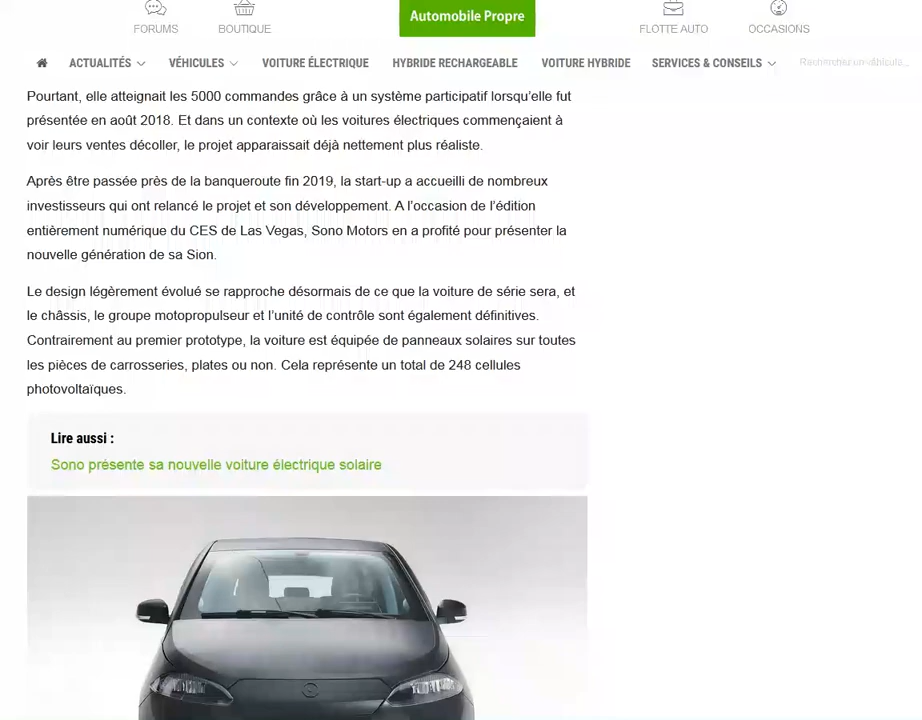 Automobile Propre
FORUMS
BOUTIQUE
FLOTTE AUTO
OCCASIONS
ACTUALITÉS
VÉHICULES
VOITURE ÉLECTRIQUE
HYBRIDE RECHARGEABLE
VOITURE HYBRIDE
SERVICES & CONSEILS
Rechercher un véhicule...
Pourtant, elle atteignait les 5000 commandes grâce à un système participatif lorsqu’elle fut
présentée en août 2018. Et dans un contexte où les voitures électriques commençaient à
voir leurs ventes décoller, le projet apparaissait déjà nettement plus réaliste.
Après être passée près de la banqueroute fin 2019, la start-up a accueilli de nombreux
investisseurs qui ont relancé le projet et son développement. A l’occasion de l’édition
entièrement numérique du CES de Las Vegas, Sono Motors en a profité pour présenter la
nouvelle génération de sa Sion.
Le design légèrement évolué se rapproche désormais de ce que la voiture de série sera, et
le châssis, le groupe motopropulseur et l’unité de contrôle sont également définitives.
Contrairement au premier prototype, la voiture est équipée de panneaux solaires sur toutes
les pièces de carrosseries, plates ou non. Cela représente un total de 248 cellules
photovoltaïques.
Lire aussi :
Sono présente sa nouvelle voiture électrique solaire